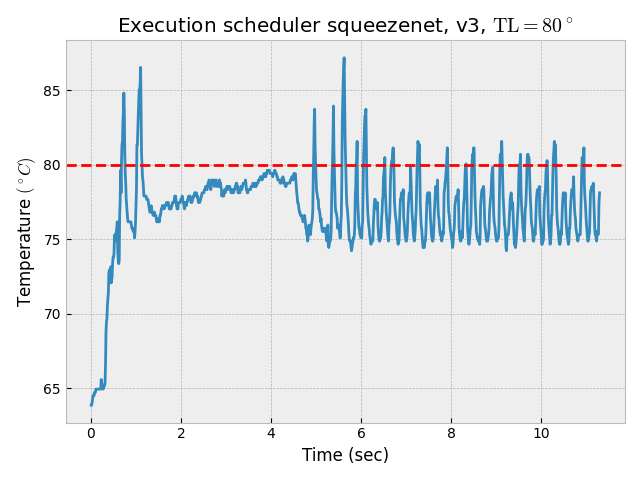 Execution scheduler squeezenet, v3, TL = 80°
Temperature (°C)
85
80
75
70
65
0 2 4 6 8 10
Time (sec)